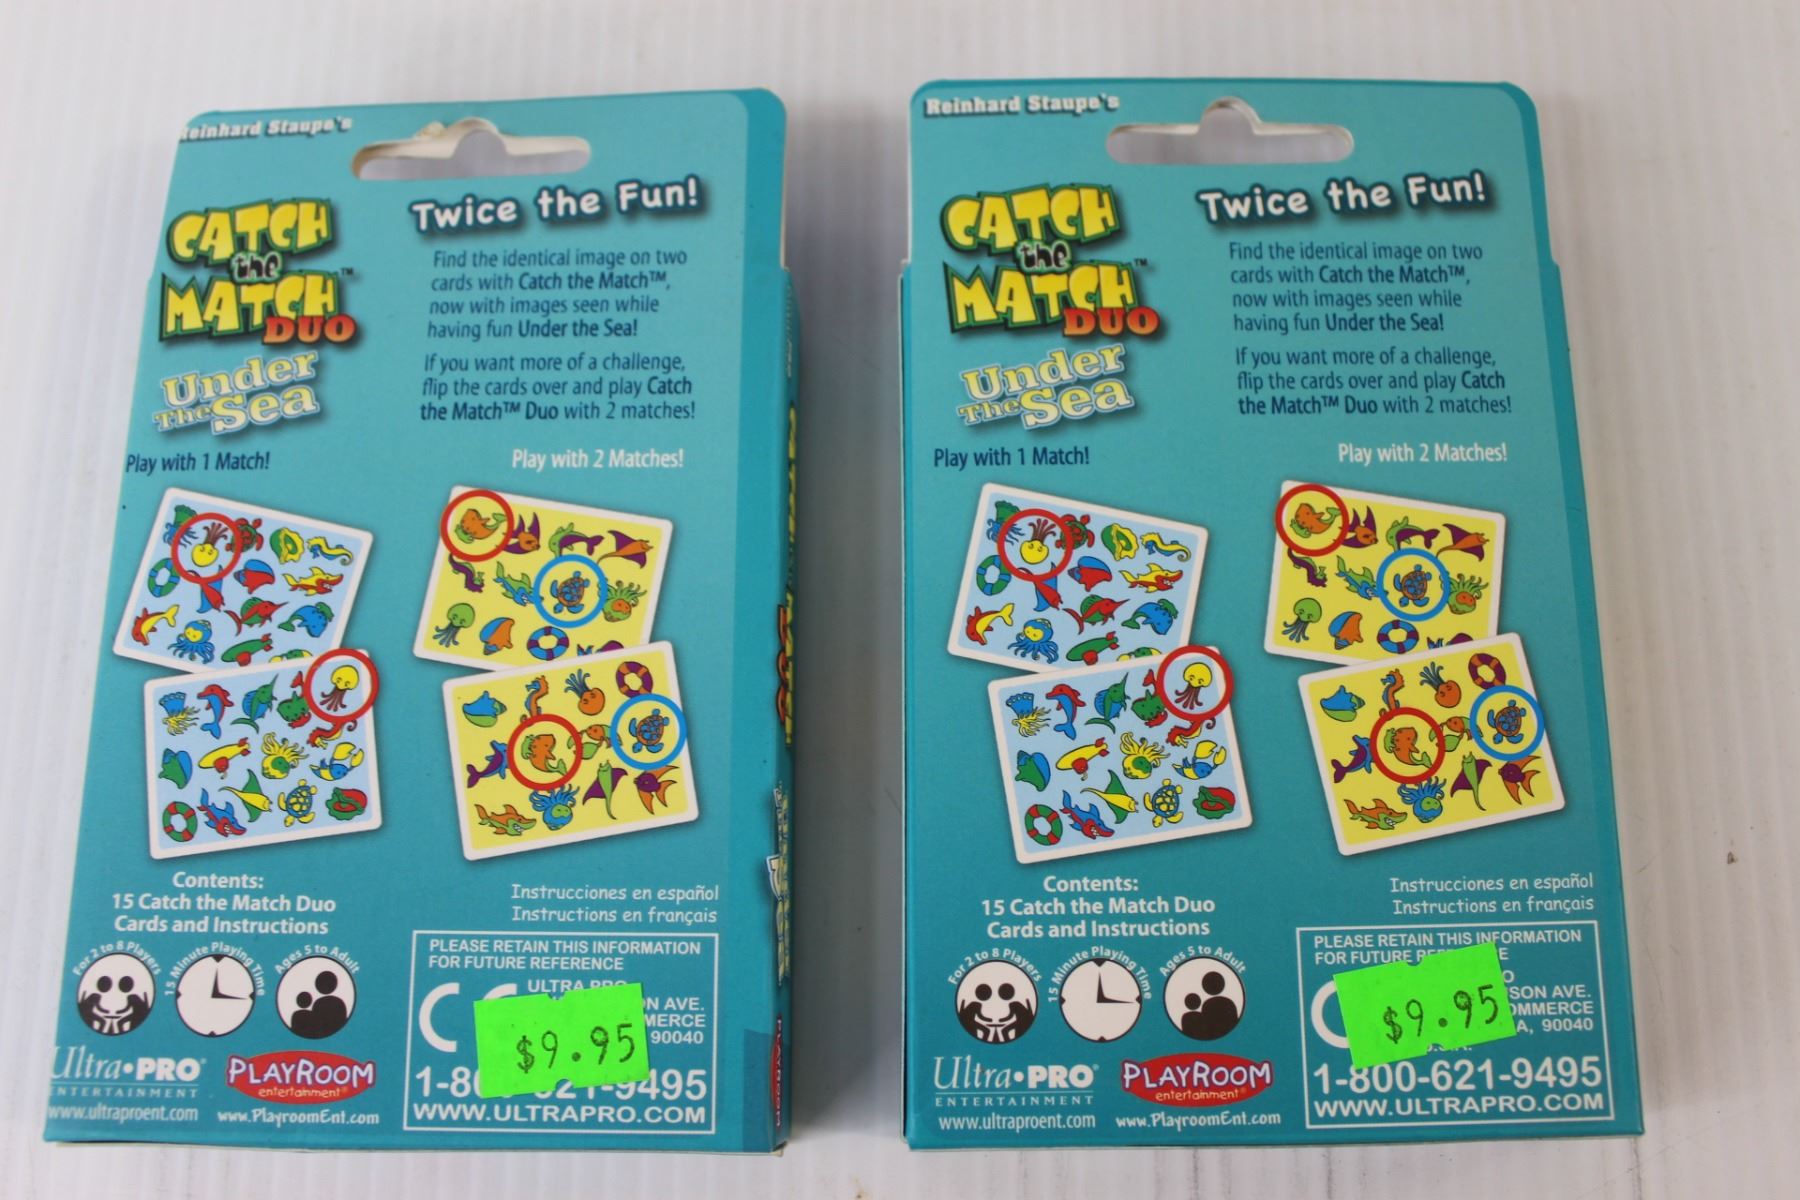 Reinhard Staupe's
CATCH
the
MATCH™
DUO
Under
The Sea
Twice the Fun!
Find the identical image on two
cards with Catch the Match™,
now with images seen while
having fun Under the Sea!
If you want more of a challenge,
flip the cards over and play Catch
the Match™ Duo with 2 matches!
Play with 1 Match!
Play with 2 Matches!
Contents:
15 Catch the Match Duo
Cards and Instructions
Instrucciones en español
Instructions en français
For 2 to 8 Players
15 Minute Playing Time
Ages 5 to Adult
PLEASE RETAIN THIS INFORMATION
FOR FUTURE REFERENCE
CE
ULTRA PRO
AVE.
90040
$9.95
9495
WWW.ULTRAPRO.COM
Ultra•PRO®
ENTERTAINMENT
www.ultraproent.com
PLAYROOM
entertainment®
www.PlayroomEnt.com
Reinhard Staupe's
CATCH
the
MATCH™
DUO
Under
The Sea
Twice the Fun!
Find the identical image on two
cards with Catch the Match™,
now with images seen while
having fun Under the Sea!
If you want more of a challenge,
flip the cards over and play Catch
the Match™ Duo with 2 matches!
Play with 1 Match!
Play with 2 Matches!
Contents:
15 Catch the Match Duo
Cards and Instructions
Instrucciones en español
Instructions en français
For 2 to 8 Players
15 Minute Playing Time
Ages 5 to Adult
PLEASE RETAIN THIS INFORMATION
FOR FUTURE
AVE.
90040
$9.95
1-800-621-9495
WWW.ULTRAPRO.COM
Ultra•PRO®
ENTERTAINMENT
www.ultraproent.com
PLAYROOM
entertainment®
www.PlayroomEnt.com